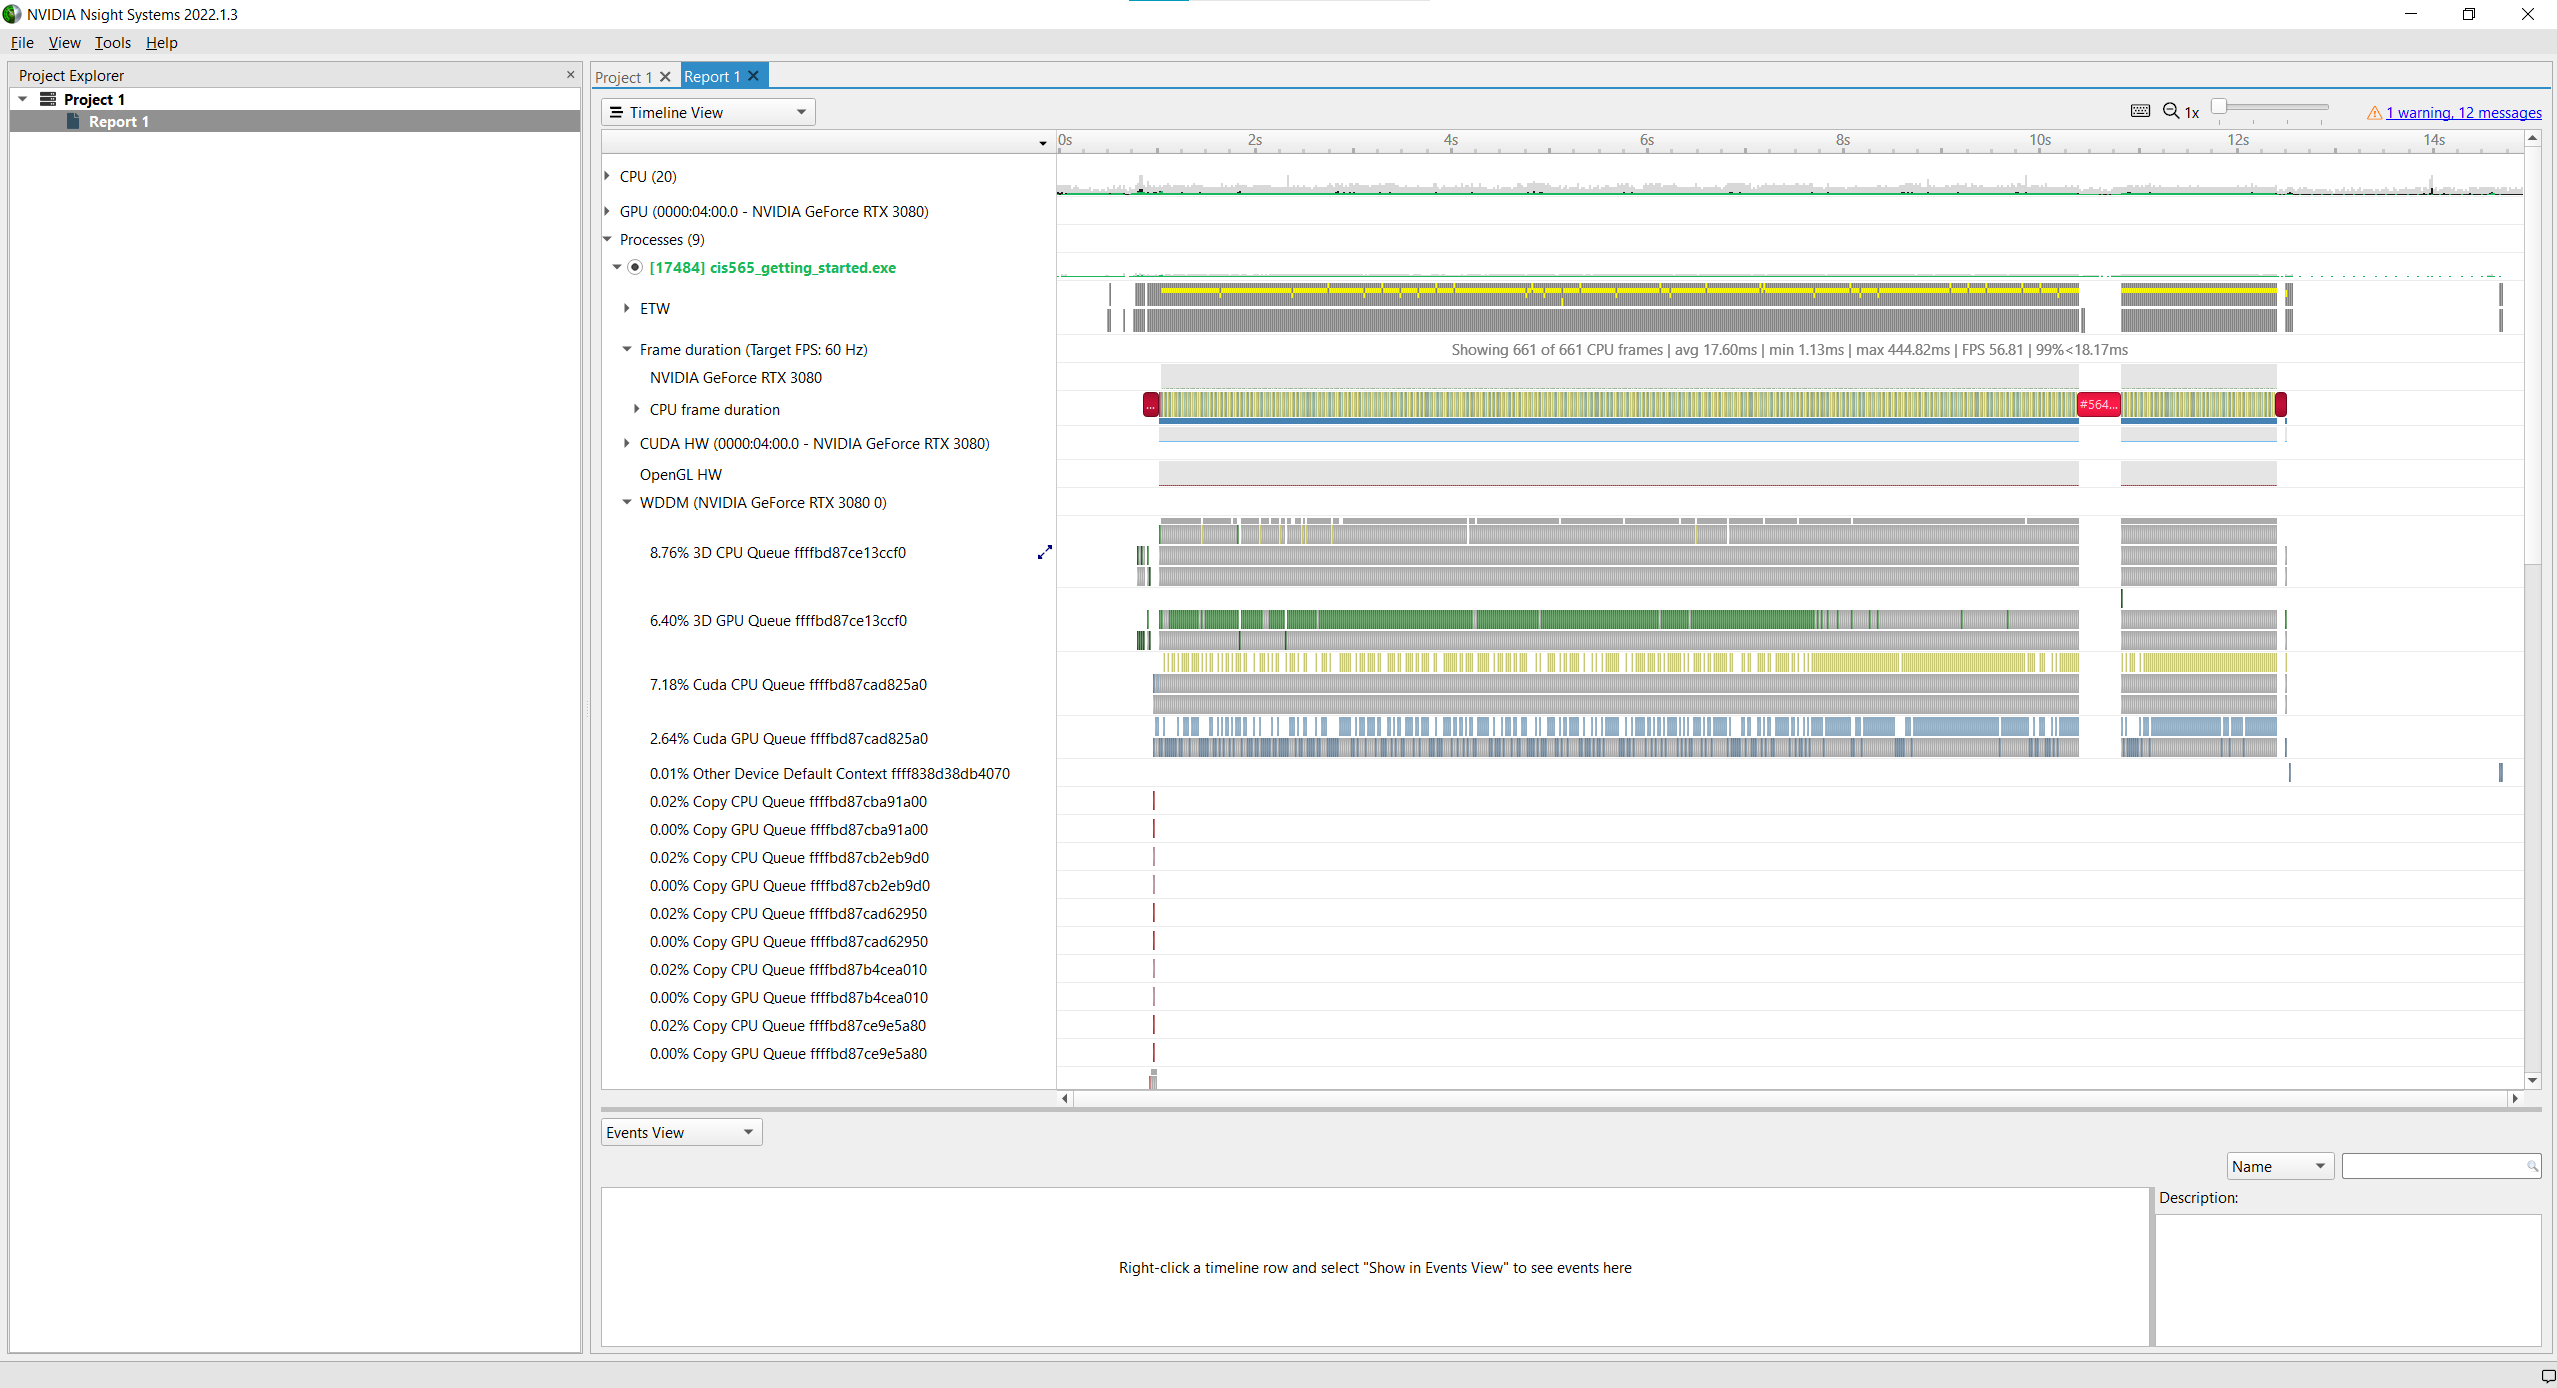 NVIDIA Nsight Systems 2022.1.3
File View Tools Help
Project Explorer
Project 1
Report 1
Project 1
Report 1
Timeline View
1x
1 warning, 12 messages
0s 2s 4s 6s 8s 10s 12s 14s
CPU (20)
GPU (0000:04:00.0 - NVIDIA GeForce RTX 3080)
Processes (9)
[17484] cis565_getting_started.exe
ETW
Frame duration (Target FPS: 60 Hz)
Showing 661 of 661 CPU frames | avg 17.60ms | min 1.13ms | max 444.82ms | FPS 56.81 | 99%<18.17ms
NVIDIA GeForce RTX 3080
CPU frame duration
... #564...
CUDA HW (0000:04:00.0 - NVIDIA GeForce RTX 3080)
OpenGL HW
WDDM (NVIDIA GeForce RTX 3080 0)
8.76% 3D CPU Queue ffffbd87ce13ccf0
6.40% 3D GPU Queue ffffbd87ce13ccf0
7.18% Cuda CPU Queue ffffbd87cad825a0
2.64% Cuda GPU Queue ffffbd87cad825a0
0.01% Other Device Default Context ffff838d38db4070
0.02% Copy CPU Queue ffffbd87cba91a00
0.00% Copy GPU Queue ffffbd87cba91a00
0.02% Copy CPU Queue ffffbd87cb2eb9d0
0.00% Copy GPU Queue ffffbd87cb2eb9d0
0.02% Copy CPU Queue ffffbd87cad62950
0.00% Copy GPU Queue ffffbd87cad62950
0.02% Copy CPU Queue ffffbd87b4cea010
0.00% Copy GPU Queue ffffbd87b4cea010
0.02% Copy CPU Queue ffffbd87ce9e5a80
0.00% Copy GPU Queue ffffbd87ce9e5a80
Events View
Name
Description:
Right-click a timeline row and select "Show in Events View" to see events here